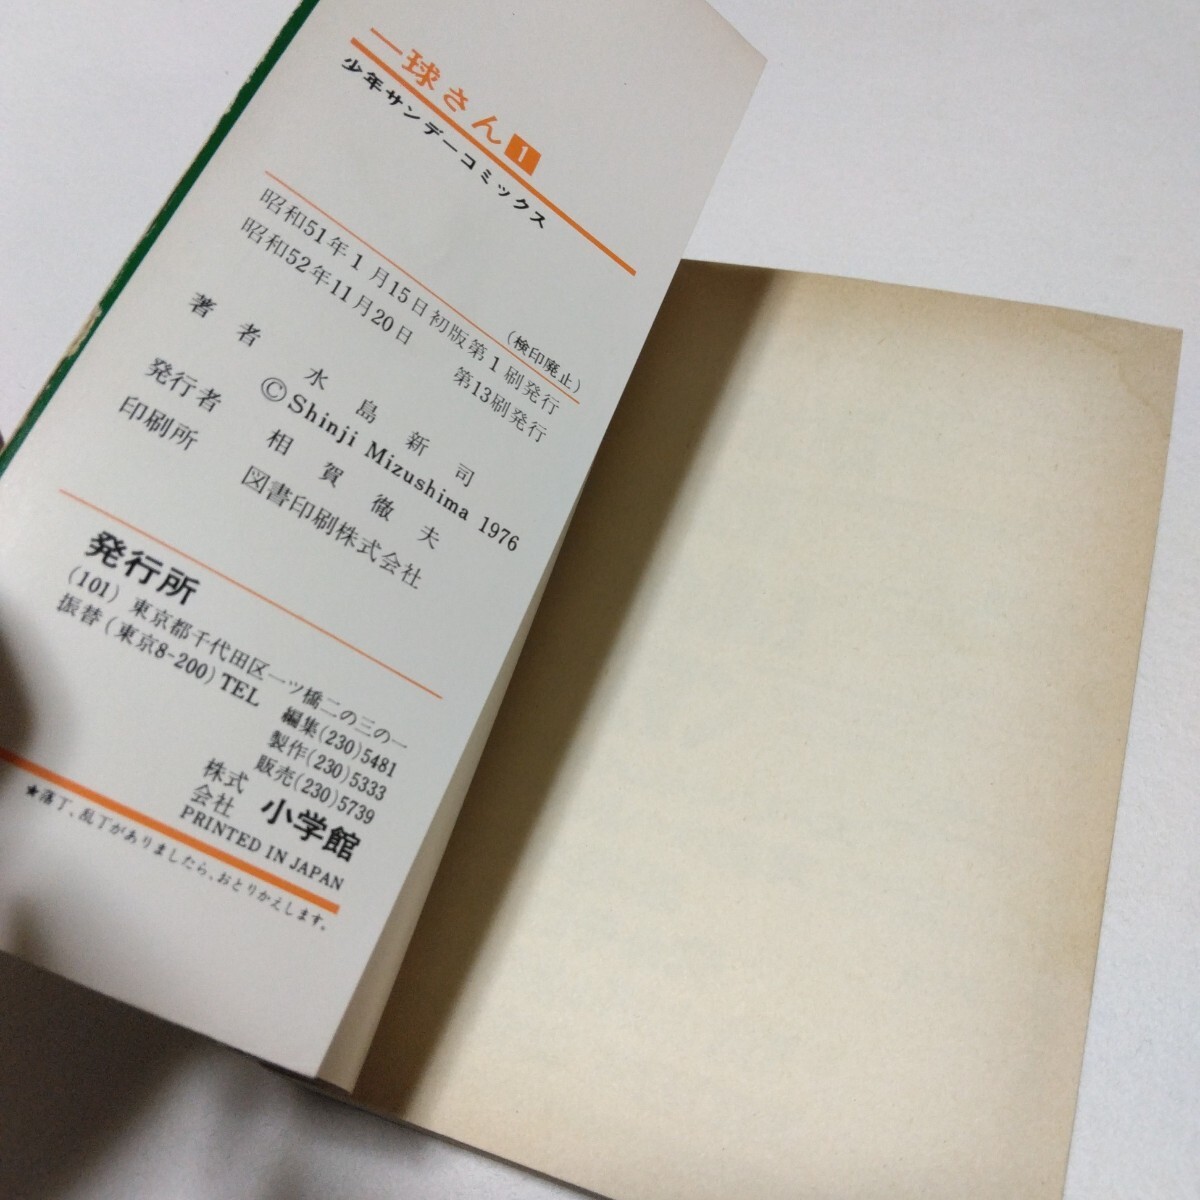 一球さん 1
少年サンデーコミックス
(検印廃止)
昭和51年1月15日初版第1刷発行
昭和52年11月20日 第13刷発行
著者 水島新司
©Shinji Mizushima 1976
発行者 相賀徹夫
印刷所 図書印刷株式会社
発行所
(101) 東京都千代田区一ツ橋二の三の一
振替(東京8-200) TEL
編集(230)5481
製作(230)5333
販売(230)5739
株式会社 小学館
PRINTED IN JAPAN
★落丁、乱丁がありましたら、おとりかえします。